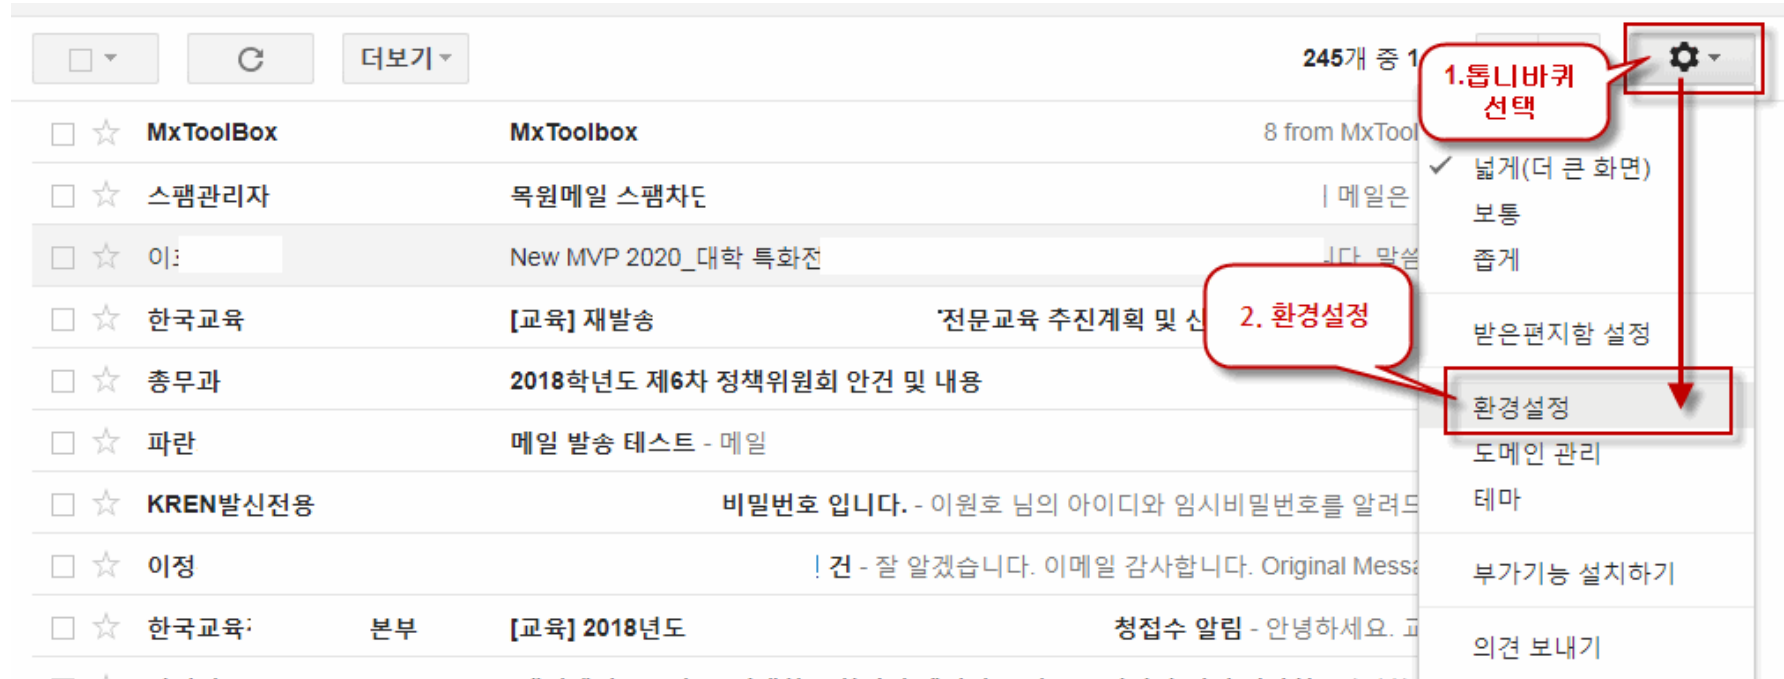 더보기
245개 중 1
1.톱니바퀴
선택
MxToolBox MxToolbox 8 from MxTool
넓게(더 큰 화면)
스팸관리자 목원메일 스팸차단 메일은
보통
New MVP 2020_대학 특화전 말씀
좁게
한국교육 [교육] 재발송 전문교육 추진계획 및 신
2. 환경설정
받은편지함 설정
총무과 2018학년도 제6차 정책위원회 안건 및 내용
환경설정
파란 메일 발송 테스트 - 메일
도메인 관리
KREN발신전용 비밀번호 입니다. - 이원호 님의 아이디와 임시비밀번호를 알려드
테마
이정 건 - 잘 알겠습니다. 이메일 감사합니다. Original Messa
부가기능 설치하기
한국교육 본부 [교육] 2018년도 청접수 알림 - 안녕하세요. 교
의견 보내기